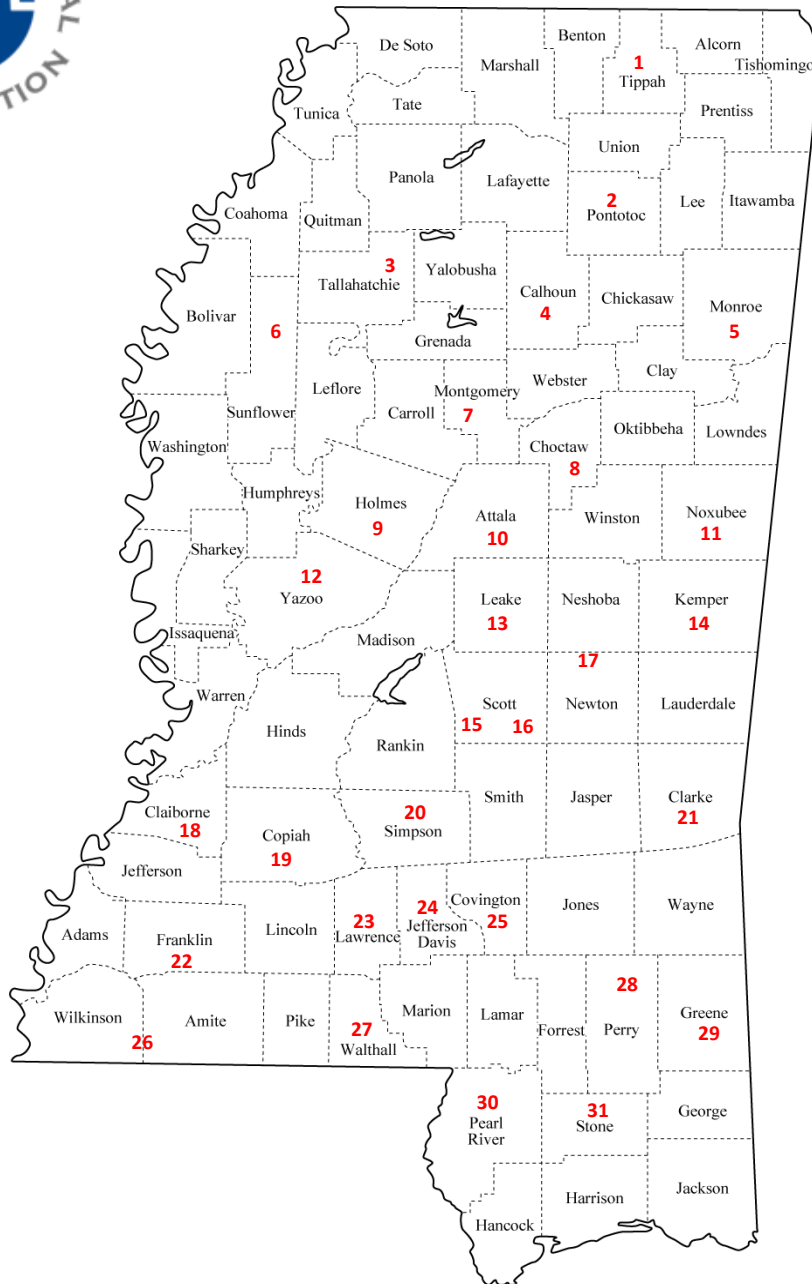 AL
TION
De Soto
Benton
Alcorn
Marshall
1
Tippah
Tishomingo
Tate
Tunica
Prentiss
Union
Panola
Lafayette
2
Pontotoc
Lee
Itawamba
Coahoma
Quitman
3
Tallahatchie
Yalobusha
Calhoun
4
Chickasaw
Monroe
5
Bolivar
6
Grenada
Leflore
Montgomery
7
Webster
Clay
Sunflower
Carroll
Washington
Choctaw
8
Oktibbeha
Lowndes
Humphreys
Holmes
9
Attala
10
Winston
Noxubee
11
Sharkey
12
Yazoo
Leake
13
Neshoba
Kemper
14
Issaquena
Madison
17
Warren
Hinds
Scott
15
16
Newton
Lauderdale
Rankin
Claiborne
18
20
Simpson
Smith
Jasper
Clarke
21
Copiah
19
Jefferson
Covington
25
Jones
Wayne
Adams
Franklin
22
Lincoln
23
Lawrence
24
Jefferson
Davis
Wilkinson
26
Amite
Pike
27
Walthall
Marion
Lamar
Forrest
28
Perry
Greene
29
30
Pearl
River
31
Stone
George
Hancock
Harrison
Jackson